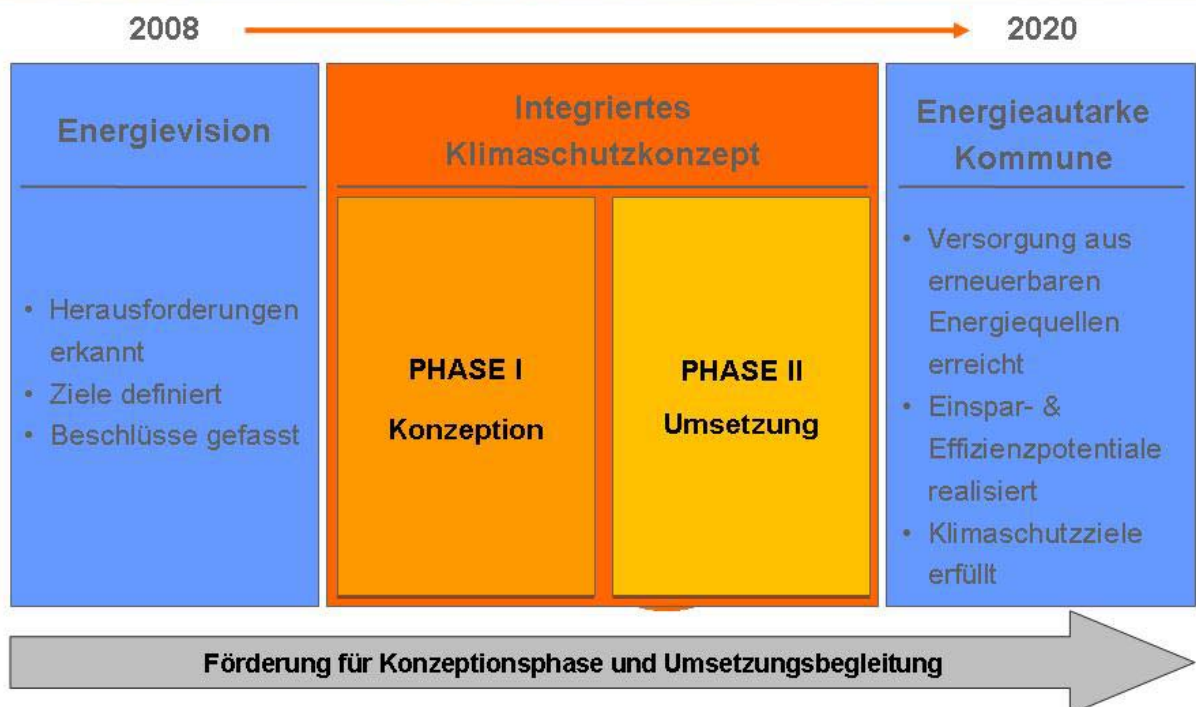 2008
2020
Energievision
• Herausforderungen
erkannt
• Ziele definiert
• Beschlüsse gefasst
Integriertes
Klimaschutzkonzept
PHASE I
Konzeption
PHASE II
Umsetzung
Energieautarke
Kommune
• Versorgung aus
erneuerbaren
Energiequellen
erreicht
• Einspar- &
Effizienzpotentiale
realisiert
• Klimaschutzziele
erfüllt
Förderung für Konzeptionsphase und Umsetzungsbegleitung